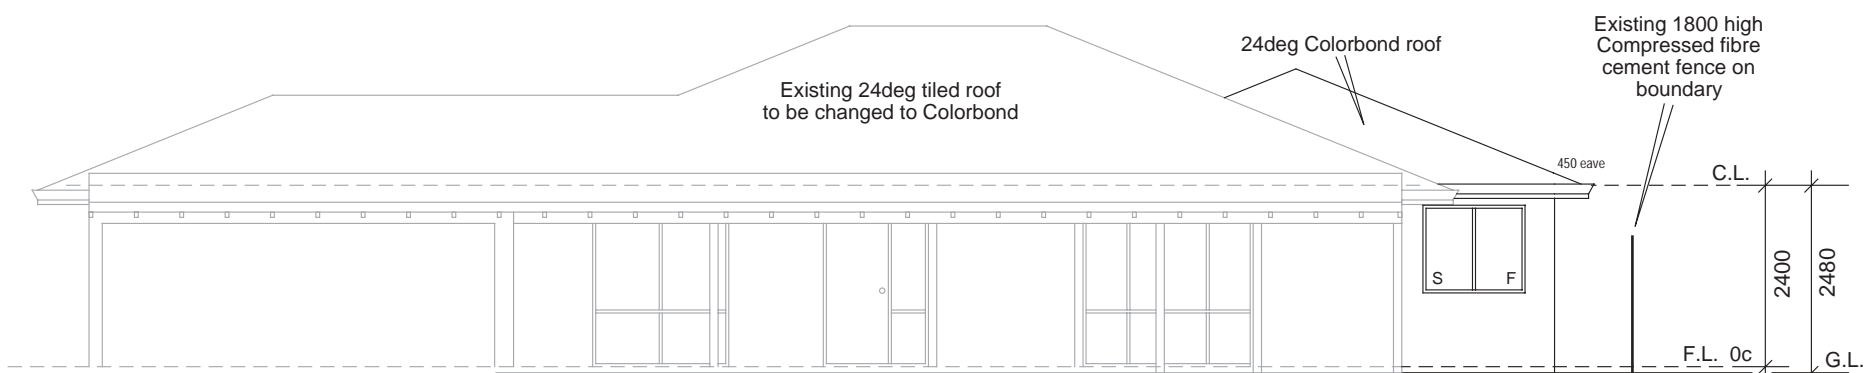 Existing 1800 high
Compressed fibre
cement fence on
boundary
24deg Colorbond roof
Existing 24deg tiled roof
to be changed to Colorbond
450 eave
C.L.
S F
2400
2480
F.L. 0c
G.L.